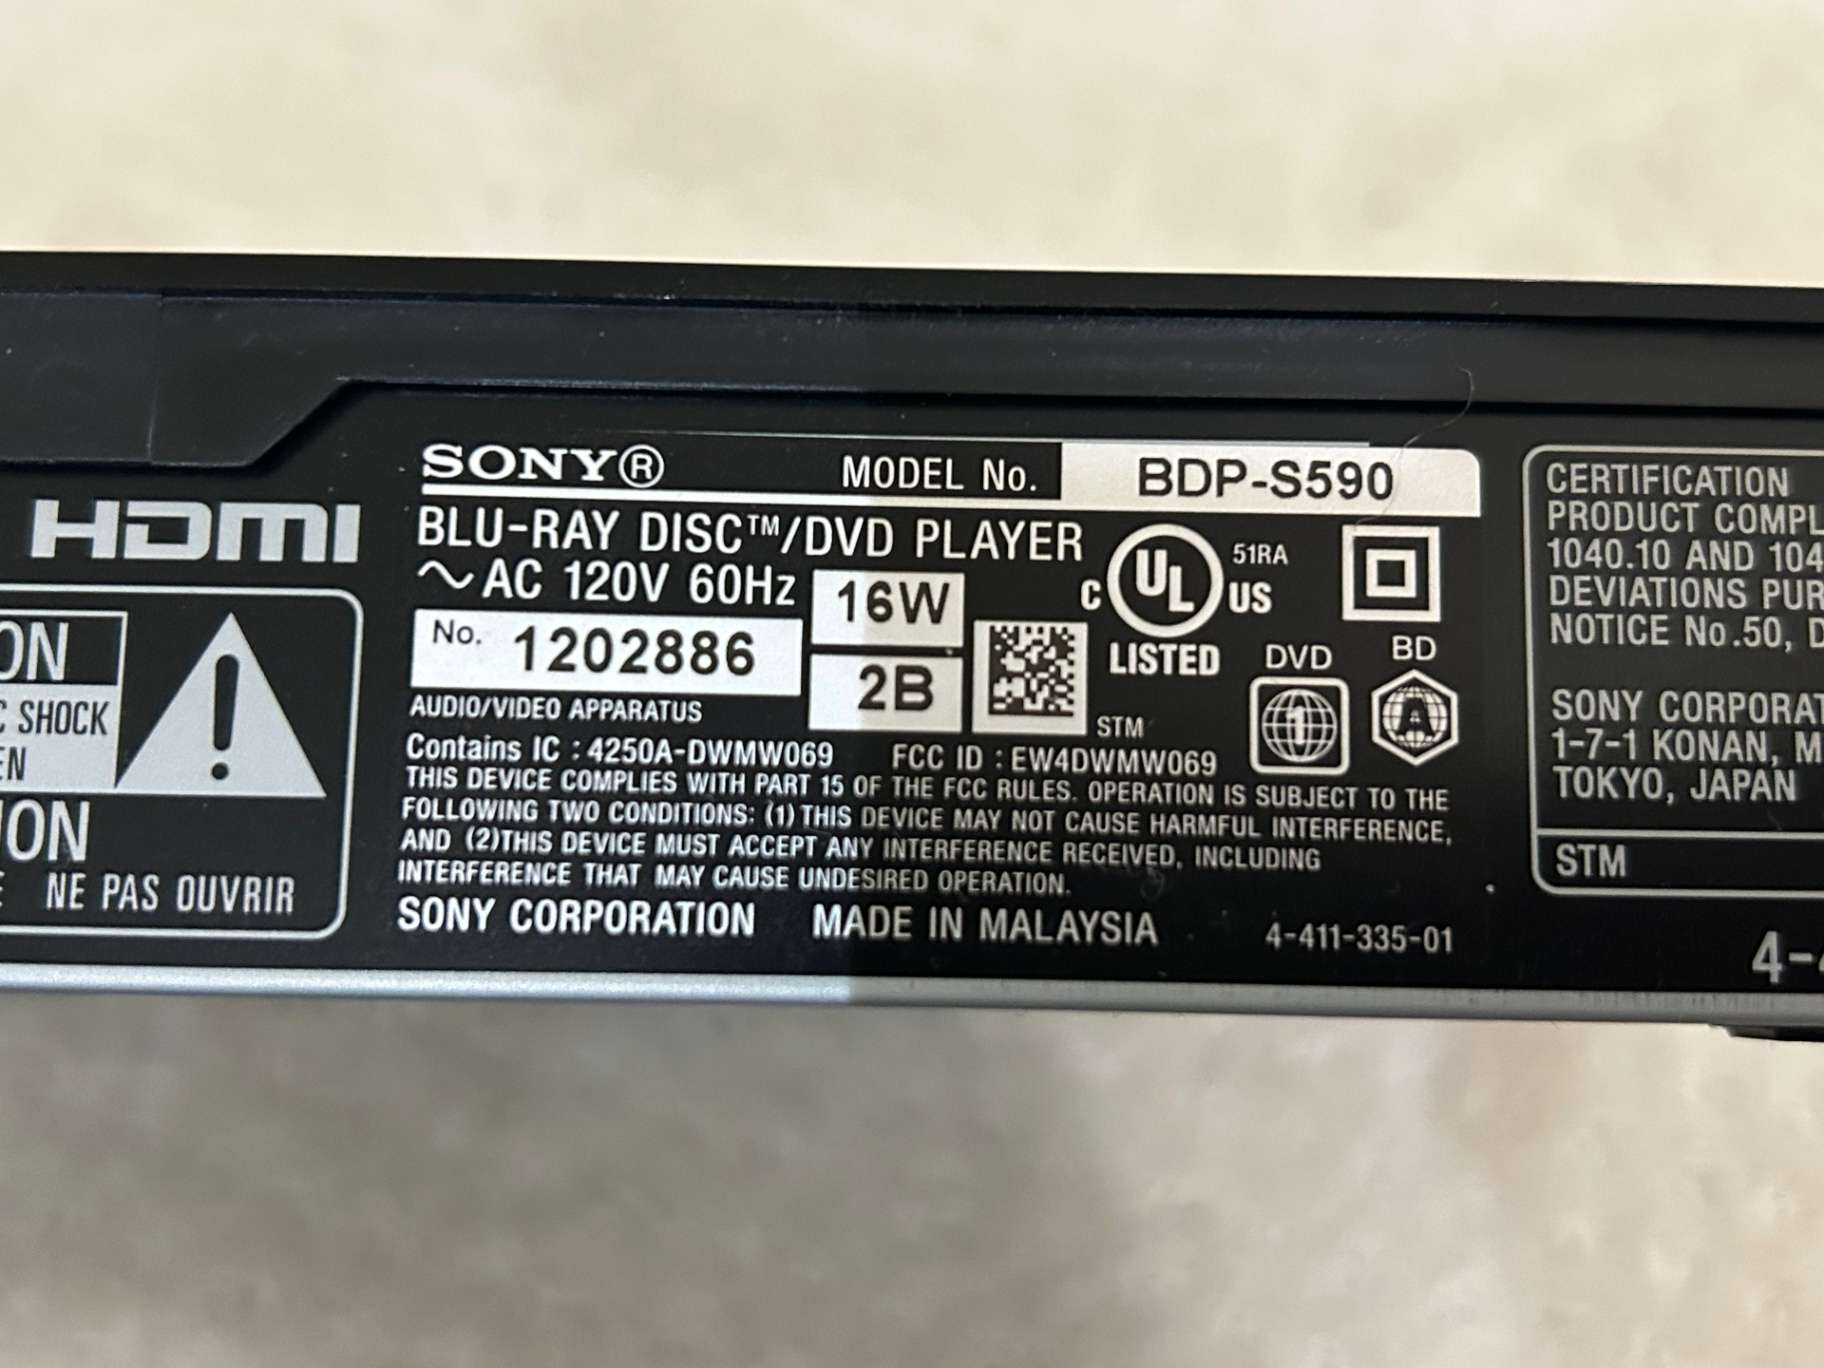 HDMI
ON
C SHOCK
EN
ION
E NE PAS OUVRIR
SONY® MODEL No. BDP-S590
BLU-RAY DISC™/DVD PLAYER
~AC 120V 60Hz 16W
No. 1202886 2B
C UL US 51RA
LISTED
DVD BD
1 A
AUDIO/VIDEO APPARATUS STM
Contains IC : 4250A-DWMW069 FCC ID : EW4DWMW069
THIS DEVICE COMPLIES WITH PART 15 OF THE FCC RULES. OPERATION IS SUBJECT TO THE
FOLLOWING TWO CONDITIONS: (1) THIS DEVICE MAY NOT CAUSE HARMFUL INTERFERENCE,
AND (2)THIS DEVICE MUST ACCEPT ANY INTERFERENCE RECEIVED, INCLUDING
INTERFERENCE THAT MAY CAUSE UNDESIRED OPERATION.
SONY CORPORATION MADE IN MALAYSIA 4-411-335-01
CERTIFICATION
PRODUCT COMPL
1040.10 AND 104
DEVIATIONS PUR
NOTICE No.50, D
SONY CORPORAT
1-7-1 KONAN, M
TOKYO, JAPAN
STM
4-4